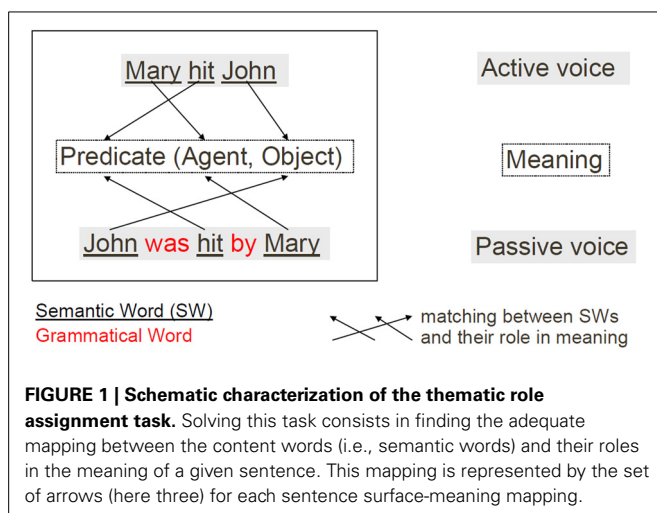 Mary hit John
Active voice
Predicate (Agent, Object)
Meaning
John was hit by Mary
Passive voice
Semantic Word (SW)
Grammatical Word
matching between SWs
and their role in meaning
FIGURE 1 | Schematic characterization of the thematic role
assignment task. Solving this task consists in finding the adequate
mapping between the content words (i.e., semantic words) and their roles
in the meaning of a given sentence. This mapping is represented by the set
of arrows (here three) for each sentence surface-meaning mapping.